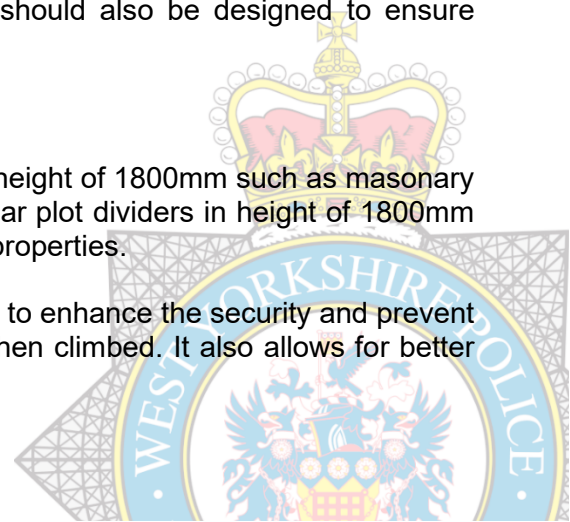 should also be designed to ensure
height of 1800mm such as masonary
ar plot dividers in height of 1800mm
properties.
to enhance the security and prevent
hen climbed. It also allows for better
WEST YORKSHIRE POLICE